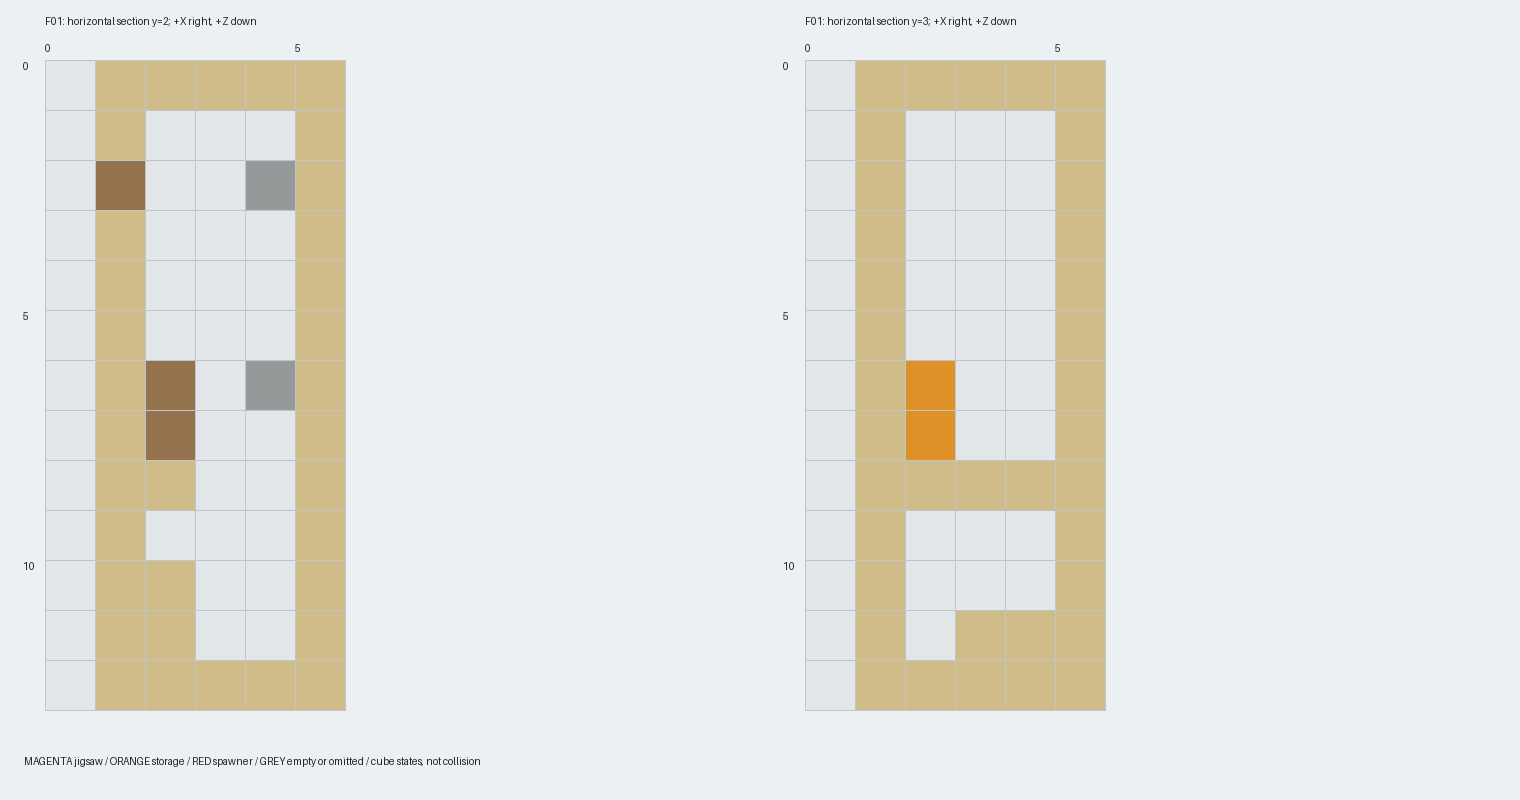 F01: horizontal section y=2; +X right, +Z down
0 5
0
5
10
F01: horizontal section y=3; +X right, +Z down
0 5
0
5
10
MAGENTA jigsaw / ORANGE storage / RED spawner / GREY empty or omitted / cube states, not collision